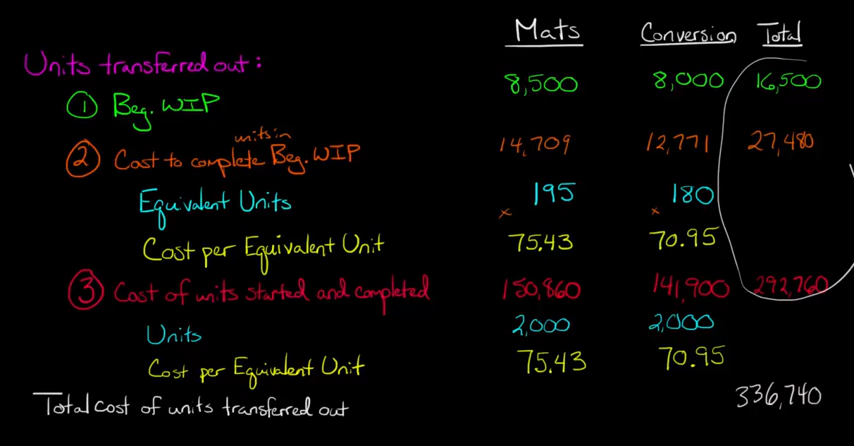 Mats Conversion Total
Units transferred out:
① Beg. WIP 8,500 8,000 16,500
② Cost to complete units in Beg. WIP 14,709 12,771 27,480
Equivalent Units × 195 × 180
Cost per Equivalent Unit 75.43 70.95
③ Cost of units started and completed 150,860 141,900 292,760
Units 2,000 2,000
Cost per Equivalent Unit 75.43 70.95
Total cost of units transferred out 336,740